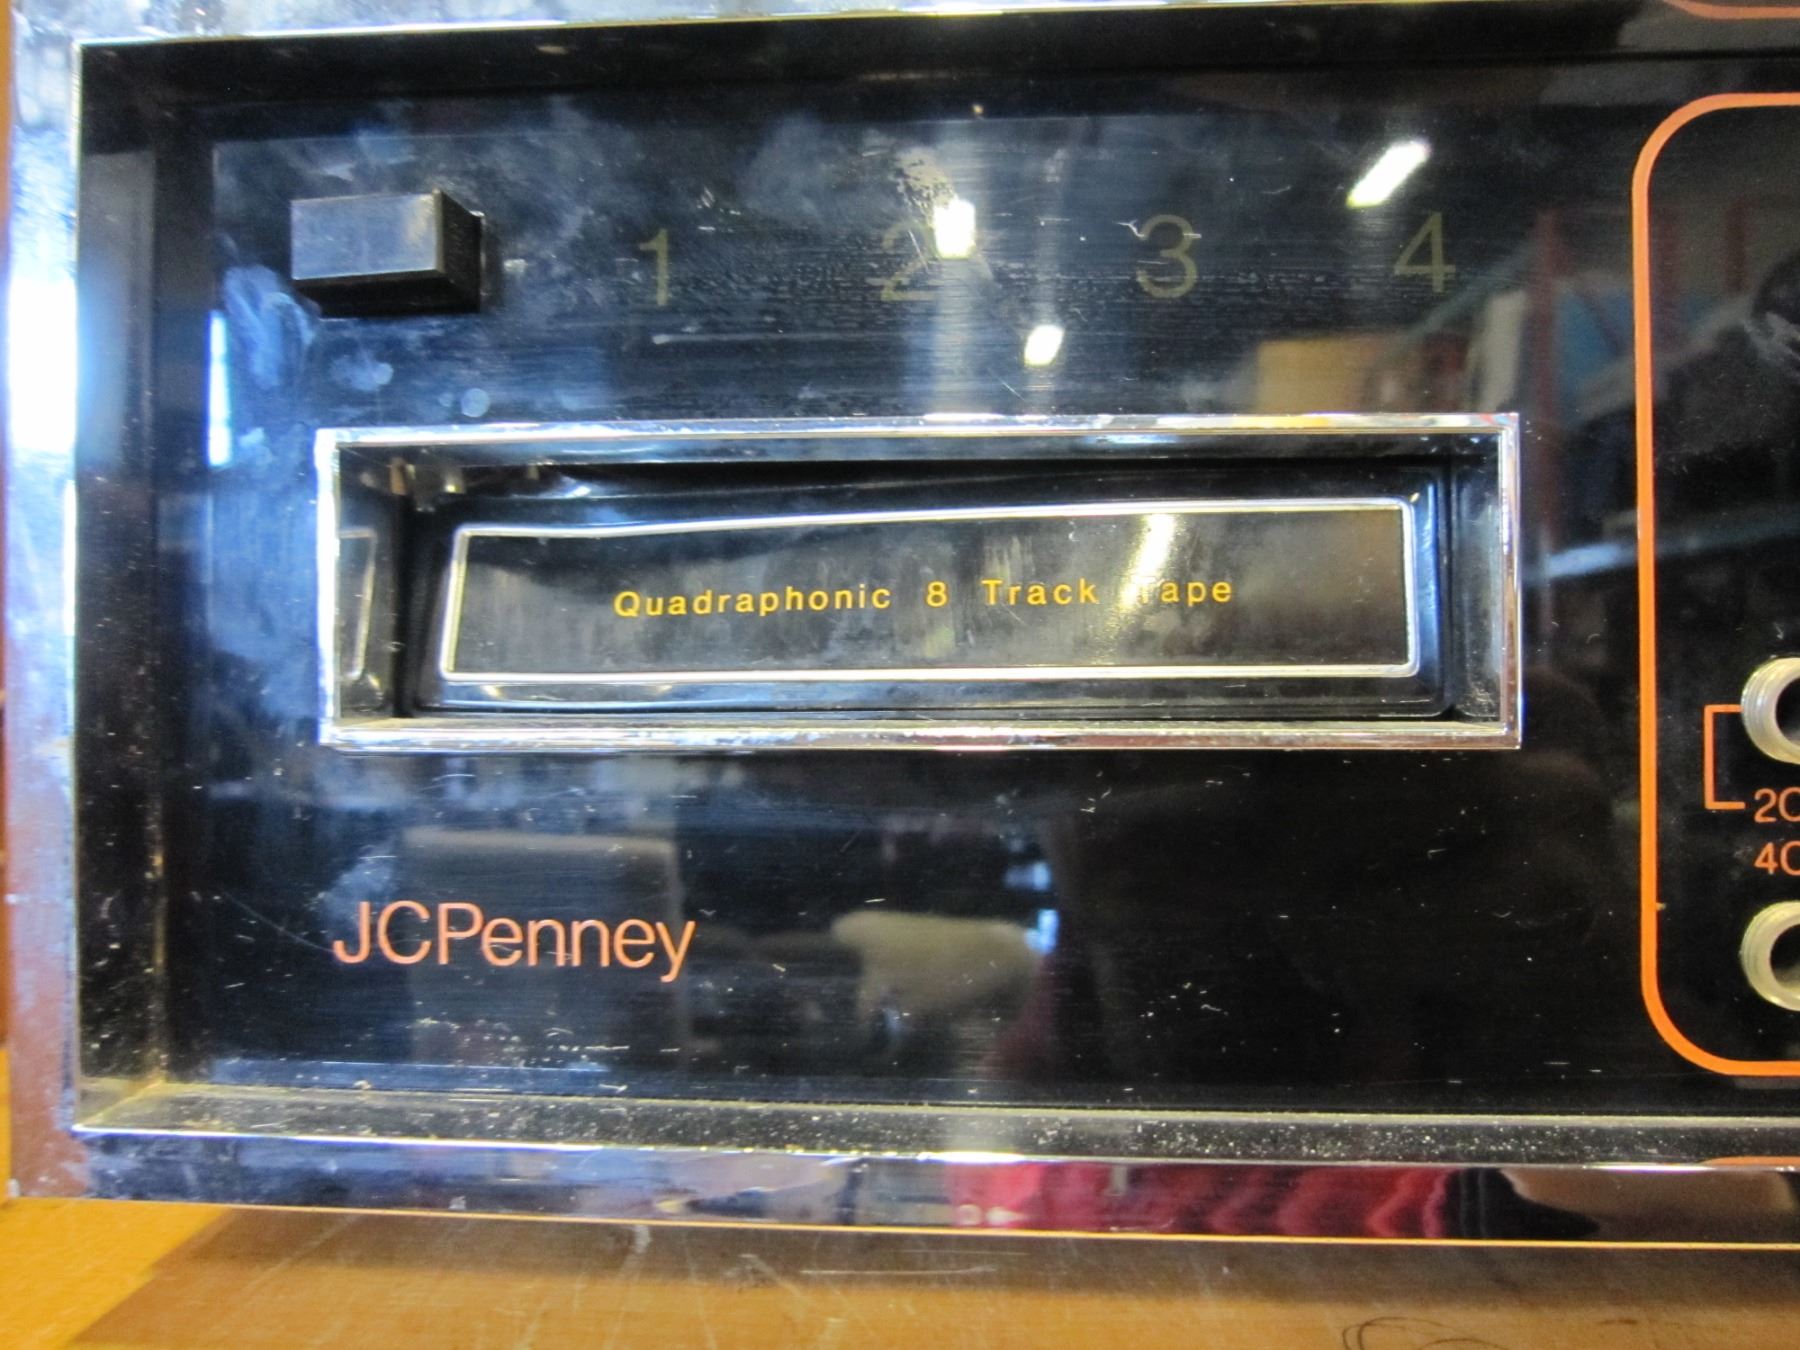 1 2 3 4
Quadraphonic 8 Track Tape
JCPenney